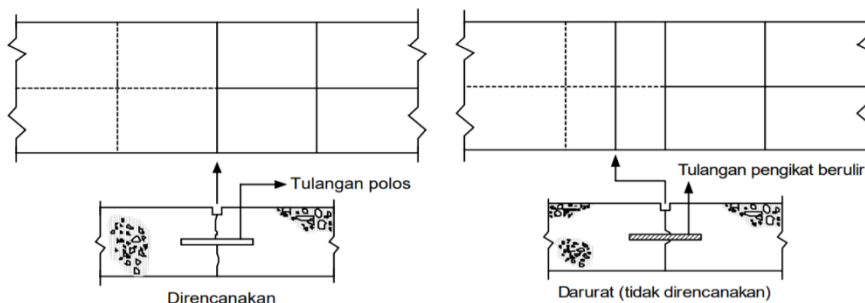 Tulangan polos
Direncanakan
Tulangan pengikat berulir
Darurat (tidak direncanakan)